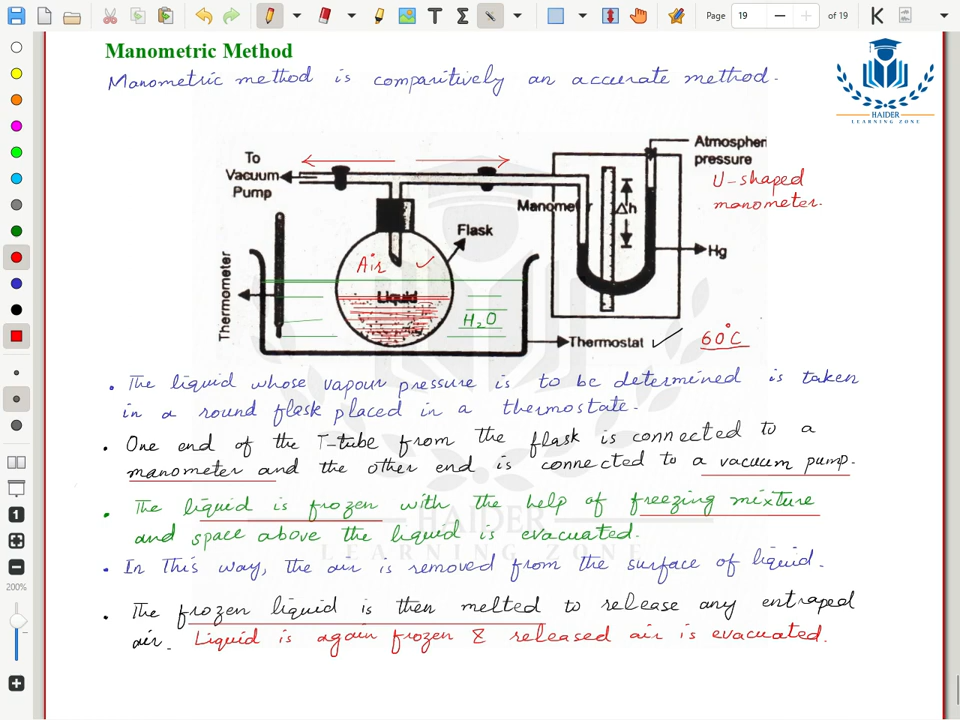 Page 19 of 19
Manometric Method
Manometric method is comparitively an accurate method.
HAIDER
LEARNING ZONE
To
Vacuum
Pump
Atmospheri
pressure
U-shaped
manometer.
Manometer
Δh
Flask
Hg
Air
Liquid
H2O
Thermometer
Thermostat
60°C
• The liquid whose vapour pressure is to be determined is taken
in a round flask placed in a thermostate.
• One end of the T-tube from the flask is connected to a
manometer and the other end is connected to a vacuum pump.
• The liquid is frozen with the help of freezing mixture
and space above the liquid is evacuated.
HAIDER
LEARNING ZONE
• In This way, the air is removed from the surface of liquid.
• The frozen liquid is then melted to release any entraped
air. Liquid is again frozen & released air is evacuated.
1
200%